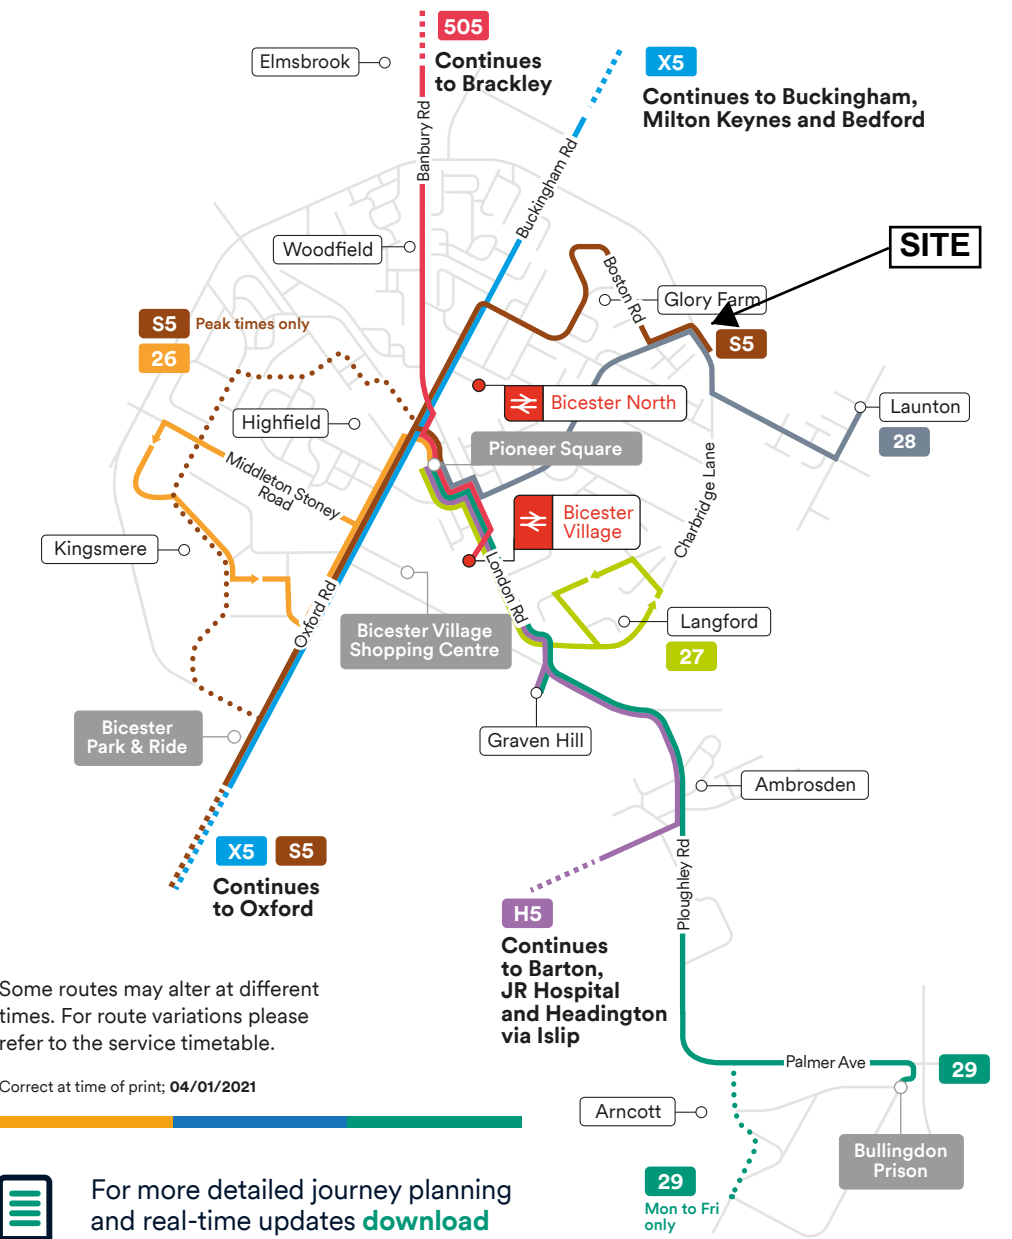 505
Continues
to Brackley
Elmsbrook
X5
Continues to Buckingham,
Milton Keynes and Bedford
Banbury Rd
Buckingham Rd
Woodfield
SITE
Boston Rd
Glory Farm
S5 Peak times only
26
S5
Bicester North
Highfield
Launton
28
Pioneer Square
Middleton Stoney
Road
Charbridge Lane
Bicester
Village
Kingsmere
London Rd
Oxford Rd
Bicester Village
Shopping Centre
Langford
27
Bicester
Park & Ride
Graven Hill
Ambrosden
X5 S5
Continues
to Oxford
Ploughley Rd
H5
Continues
to Barton,
JR Hospital
and Headington
via Islip
Some routes may alter at different
times. For route variations please
refer to the service timetable.
Correct at time of print; 04/01/2021
Palmer Ave
29
Arncott
Bullingdon
Prison
29
Mon to Fri
only
For more detailed journey planning
and real-time updates download